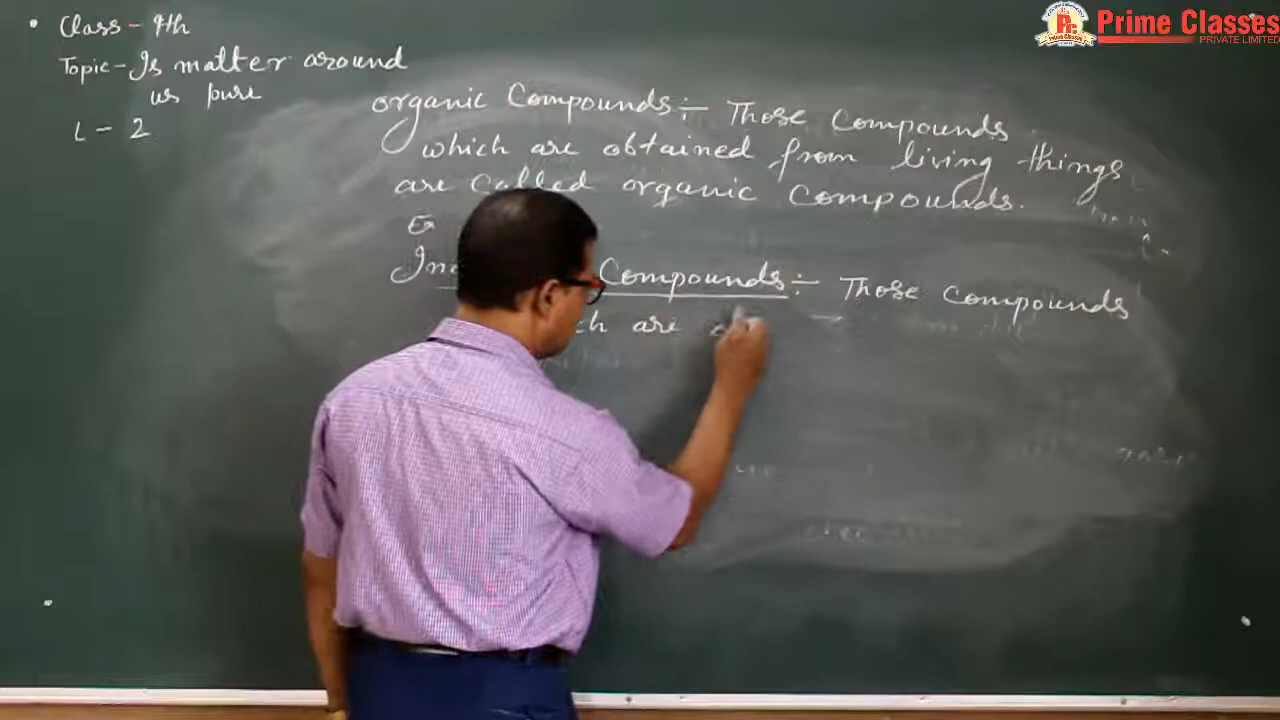 Class - 9th
Topic - Is matter around
us pure
L - 2
Prime Classes
PRIVATE LIMITED
organic Compounds :- Those Compounds
which are obtained from living things
are Called organic Compounds.
Ex
Compounds :- Those Compounds
are